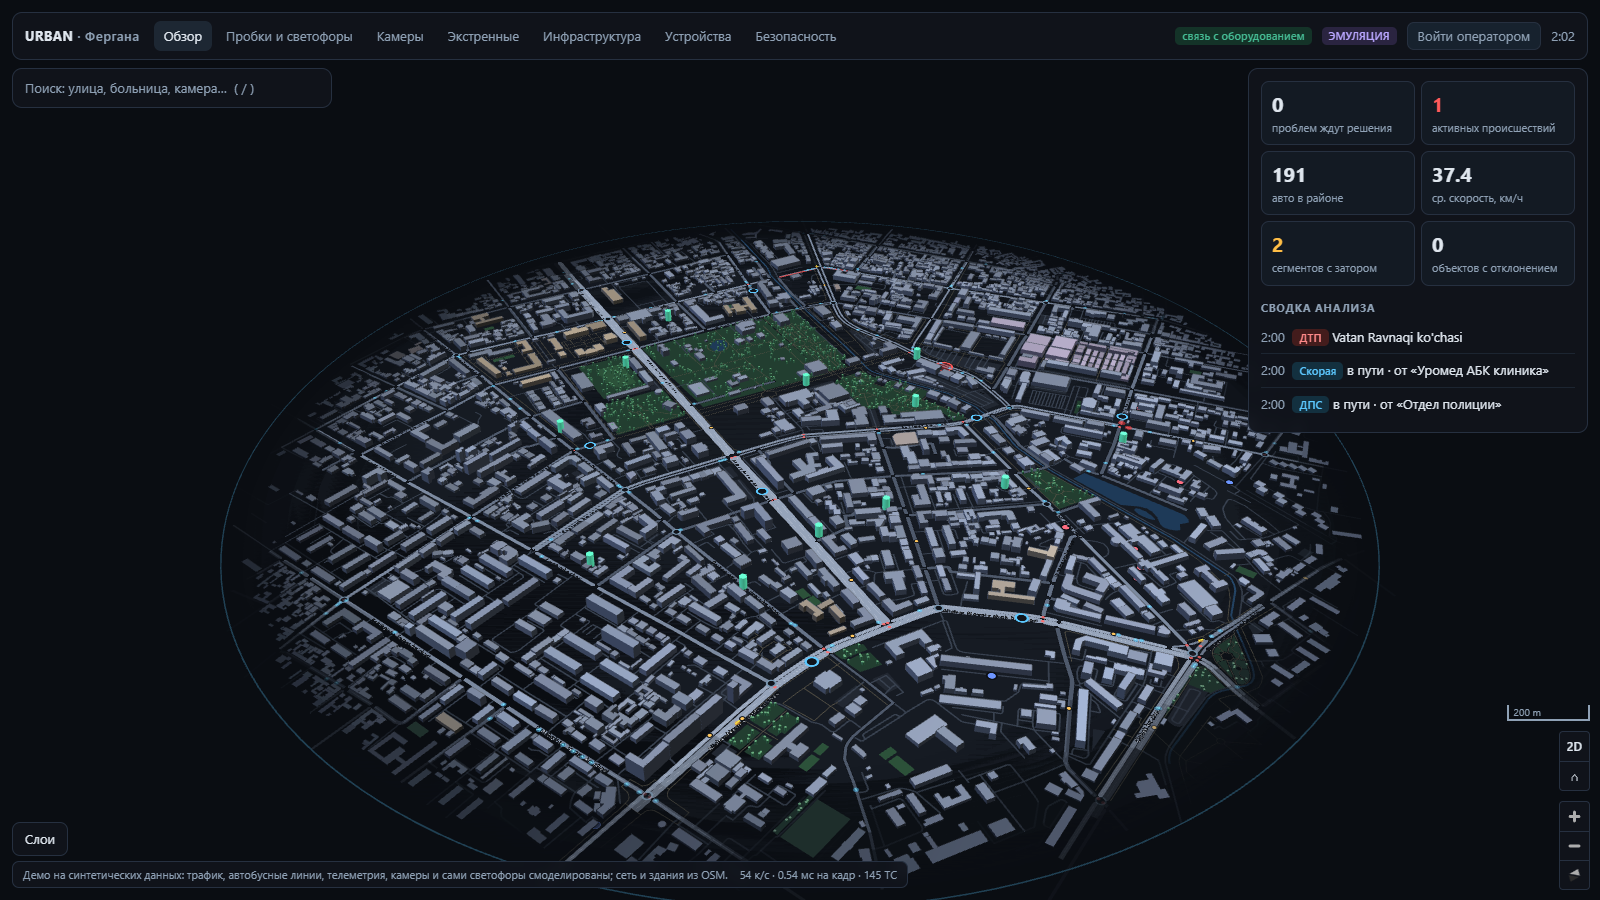 URBAN · Фергана
Обзор
Пробки и светофоры
Камеры
Экстренные
Инфраструктура
Устройства
Безопасность
связь с оборудованием
ЭМУЛЯЦИЯ
Войти оператором
2:02
Поиск: улица, больница, камера... ( / )
0
проблем ждут решения
1
активных происшествий
191
авто в районе
37.4
ср. скорость, км/ч
2
сегментов с затором
0
объектов с отклонением
СВОДКА АНАЛИЗА
2:00 ДТП Vatan Ravnaqi ko'chasi
2:00 Скорая в пути · от «Уромед АБК клиника»
2:00 ДПС в пути · от «Отдел полиции»
200 m
2D
Слои
Демо на синтетических данных: трафик, автобусные линии, телеметрия, камеры и сами светофоры смоделированы; сеть и здания из OSM. 54 к/с · 0.54 мс на кадр · 145 ТС